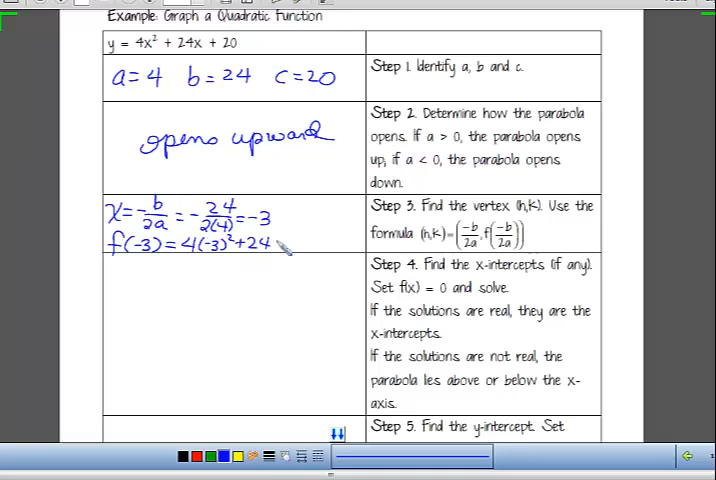 Example: Graph a Quadratic Function
y = 4x² + 24x + 20
a = 4 b = 24 c = 20
Step 1. Identify a, b and c.
opens upward
Step 2. Determine how the parabola
opens. If a > 0, the parabola opens
up; if a < 0, the parabola opens
down.
x = -b/2a = -24/2(4) = -3
f(-3) = 4(-3)² + 24
Step 3. Find the vertex (h,k). Use the
formula (h,k) = (-b/2a, f(-b/2a))
Step 4. Find the x-intercepts (if any).
Set f(x) = 0 and solve.
If the solutions are real, they are the
x-intercepts.
If the solutions are not real, the
parabola lies above or below the x-
axis.
Step 5. Find the y-intercept. Set